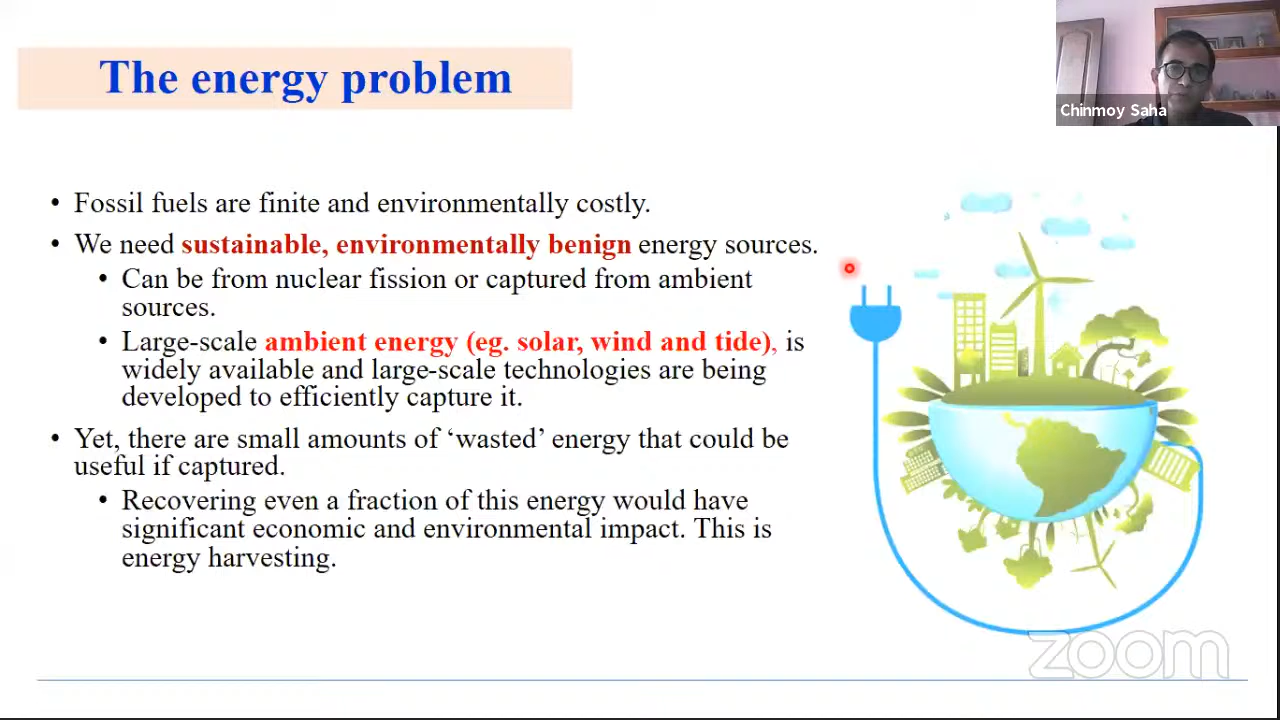 The energy problem
Chinmoy Saha
• Fossil fuels are finite and environmentally costly.
• We need sustainable, environmentally benign energy sources.
• Can be from nuclear fission or captured from ambient
sources.
• Large-scale ambient energy (eg. solar, wind and tide), is
widely available and large-scale technologies are being
developed to efficiently capture it.
• Yet, there are small amounts of ‘wasted’ energy that could be
useful if captured.
• Recovering even a fraction of this energy would have
significant economic and environmental impact. This is
energy harvesting.
zoom